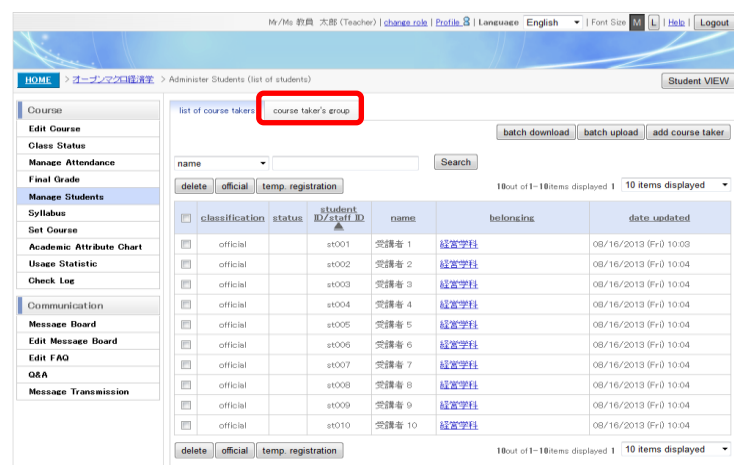 Mr/Ms 教員 太郎 (Teacher) | change role | Profile | Language English | Font Size M L | Help | Logout
HOME > オープンマクロ経済学 > Administer Students (list of students) Student VIEW
Course
Edit Course
Class Status
Manage Attendance
Final Grade
Manage Students
Syllabus
Set Course
Academic Attribute Chart
Usage Statistic
Check Log
Communication
Message Board
Edit Message Board
Edit FAQ
Q&A
Message Transmission
list of course takers course taker's group
batch download batch upload add course taker
name Search
delete official temp. registration 10out of1-10items displayed 1 10 items displayed
classification status student ID/staff ID name belonging date updated
official st001 受講者 1 経営学科 08/16/2013 (Fri) 10:03
official st002 受講者 2 経営学科 08/16/2013 (Fri) 10:04
official st003 受講者 3 経営学科 08/16/2013 (Fri) 10:04
official st004 受講者 4 経営学科 08/16/2013 (Fri) 10:04
official st005 受講者 5 経営学科 08/16/2013 (Fri) 10:04
official st006 受講者 6 経営学科 08/16/2013 (Fri) 10:04
official st007 受講者 7 経営学科 08/16/2013 (Fri) 10:04
official st008 受講者 8 経営学科 08/16/2013 (Fri) 10:04
official st009 受講者 9 経営学科 08/16/2013 (Fri) 10:04
official st010 受講者 10 経営学科 08/16/2013 (Fri) 10:04
delete official temp. registration 10out of1-10items displayed 1 10 items displayed